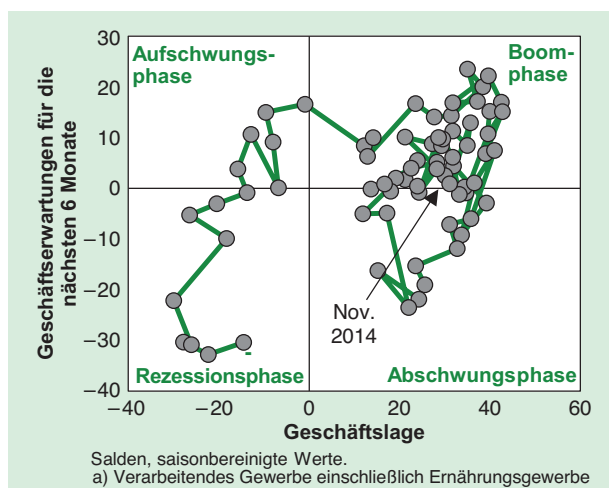 Geschäftserwartungen für die
nächsten 6 Monate
30
20
10
0
−10
−20
−30
−40
Aufschwungs-
phase
Boom-
phase
Nov.
2014
Rezessionsphase
Abschwungsphase
−40
−20
0
20
40
60
Geschäftslage
Salden, saisonbereinigte Werte.
a) Verarbeitendes Gewerbe einschließlich Ernährungsgewerbe